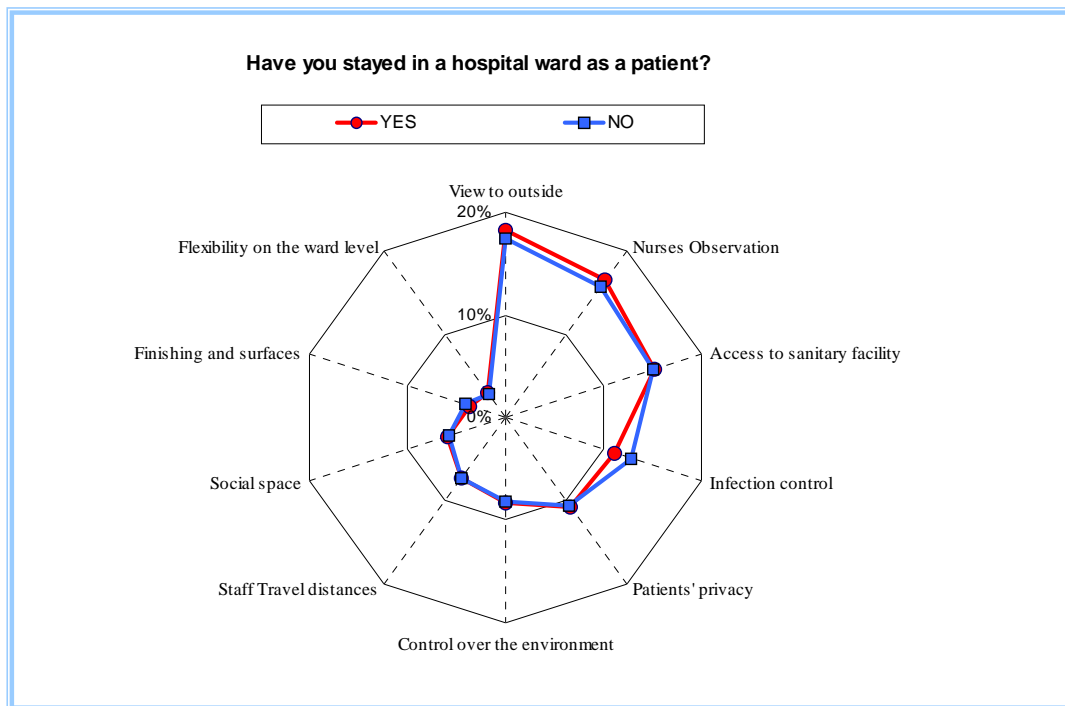 Have you stayed in a hospital ward as a patient?
YES
NO
View to outside
20%
Flexibility on the ward level
Nurses Observation
10%
Finishing and surfaces
Access to sanitary facility
0%
Social space
Infection control
Staff Travel distances
Patients' privacy
Control over the environment